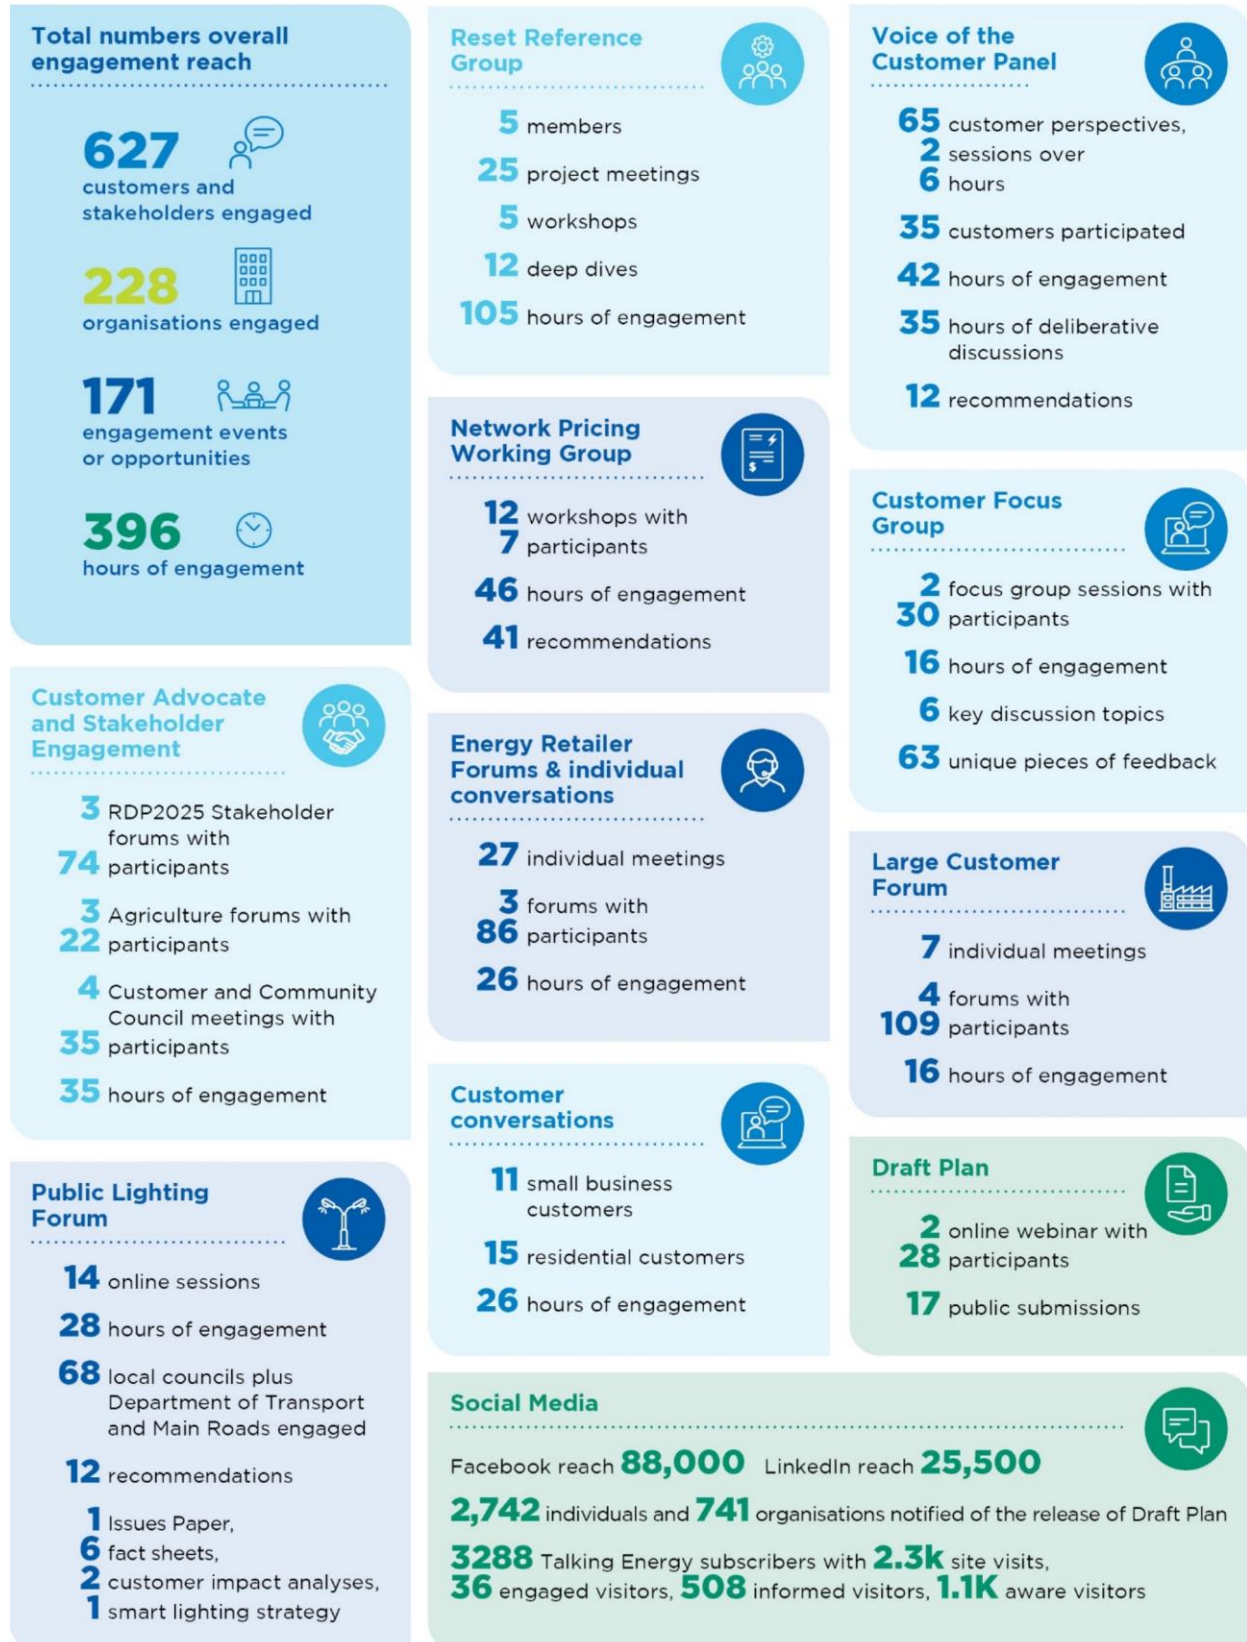 Total numbers overall
engagement reach
627
customers and
stakeholders engaged
228
organisations engaged
171
engagement events
or opportunities
396
hours of engagement
Customer Advocate
and Stakeholder
Engagement
3 RDP2025 Stakeholder
forums with
74 participants
3 Agriculture forums with
22 participants
4 Customer and Community
Council meetings with
35 participants
35 hours of engagement
Public Lighting
Forum
14 online sessions
28 hours of engagement
68 local councils plus
Department of Transport
and Main Roads engaged
12 recommendations
1 Issues Paper,
6 fact sheets,
2 customer impact analyses,
1 smart lighting strategy
Reset Reference
Group
5 members
25 project meetings
5 workshops
12 deep dives
105 hours of engagement
Network Pricing
Working Group
$
12 workshops with
7 participants
46 hours of engagement
41 recommendations
Energy Retailer
Forums & individual
conversations
27 individual meetings
3 forums with
86 participants
26 hours of engagement
Customer
conversations
11 small business
customers
15 residential customers
26 hours of engagement
Voice of the
Customer Panel
65 customer perspectives,
2 sessions over
6 hours
35 customers participated
42 hours of engagement
35 hours of deliberative
discussions
12 recommendations
Customer Focus
Group
2 focus group sessions with
30 participants
16 hours of engagement
6 key discussion topics
63 unique pieces of feedback
Large Customer
Forum
7 individual meetings
4 forums with
109 participants
16 hours of engagement
Draft Plan
2 online webinar with
28 participants
17 public submissions
Social Media
Facebook reach 88,000 LinkedIn reach 25,500
2,742 individuals and 741 organisations notified of the release of Draft Plan
3288 Talking Energy subscribers with 2.3k site visits,
36 engaged visitors, 508 informed visitors, 1.1K aware visitors